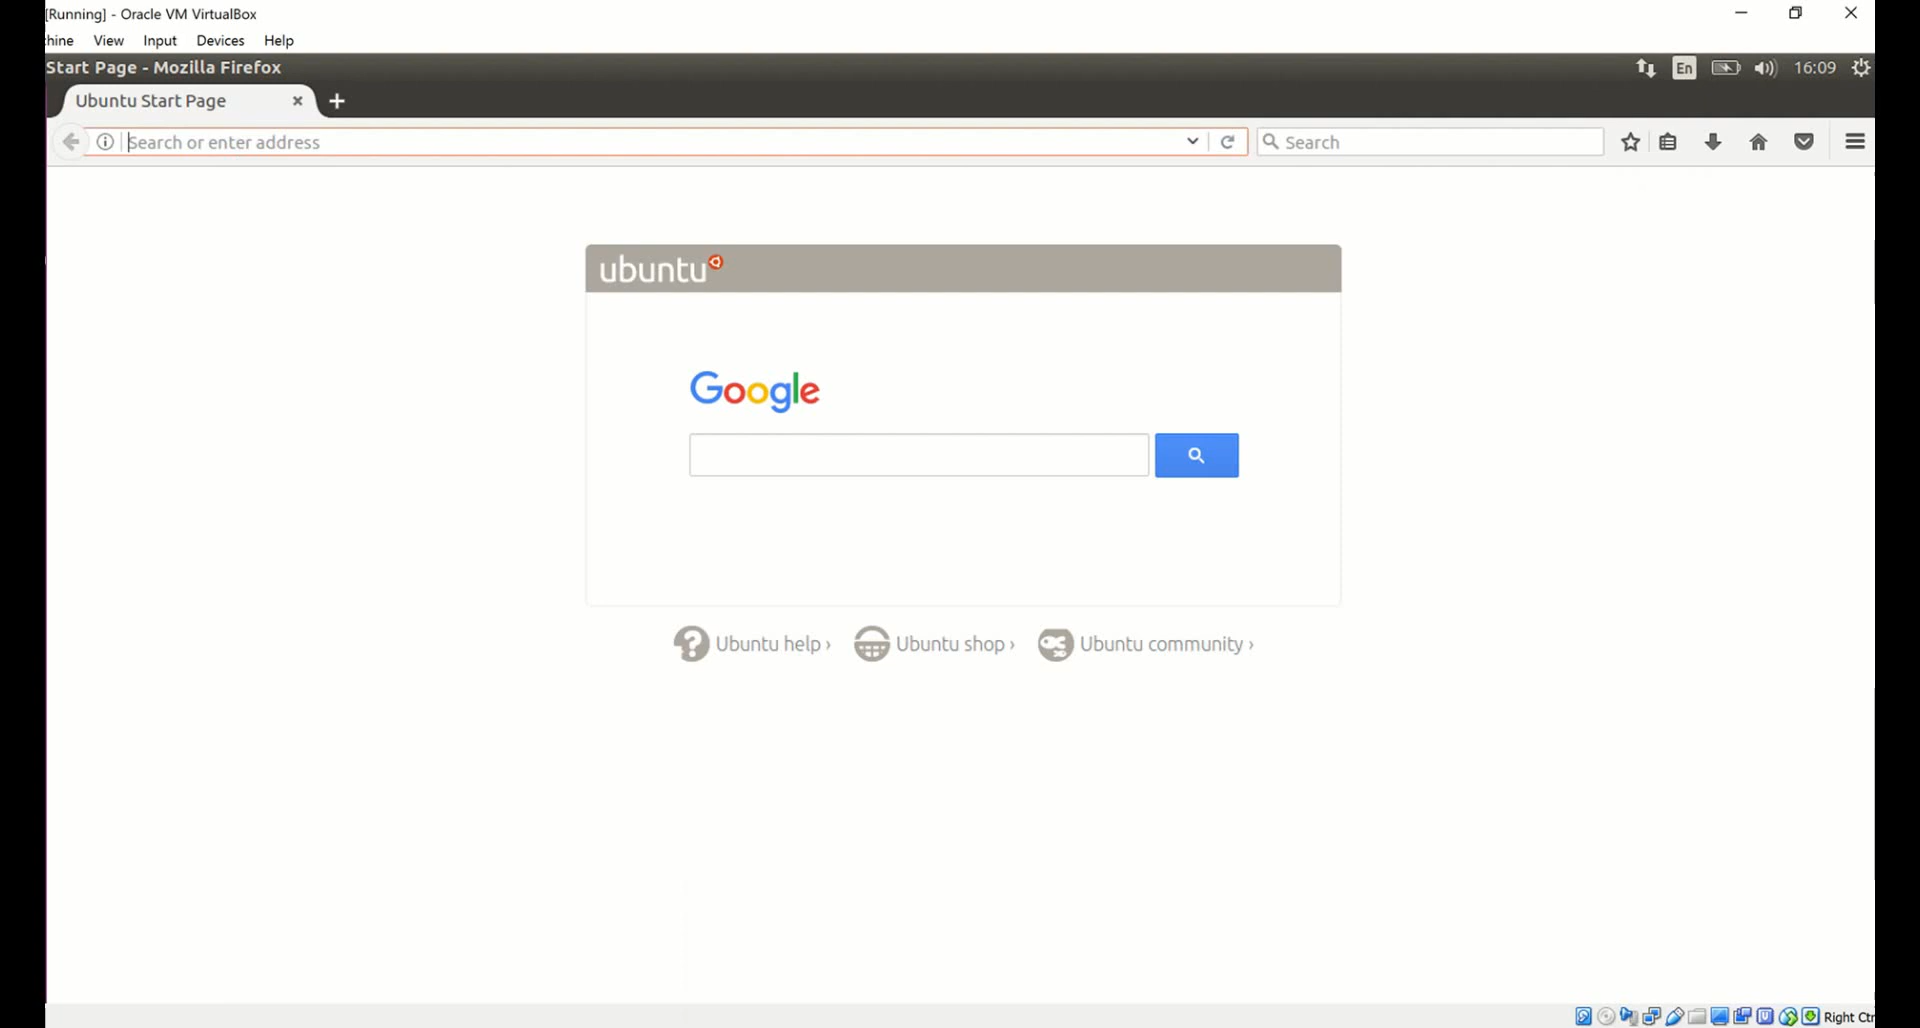 [Running] - Oracle VM VirtualBox
hine View Input Devices Help
Start Page - Mozilla Firefox En 16:09
Ubuntu Start Page
Search or enter address Search
ubuntu
Google
Ubuntu help › Ubuntu shop › Ubuntu community ›
Right Ctr